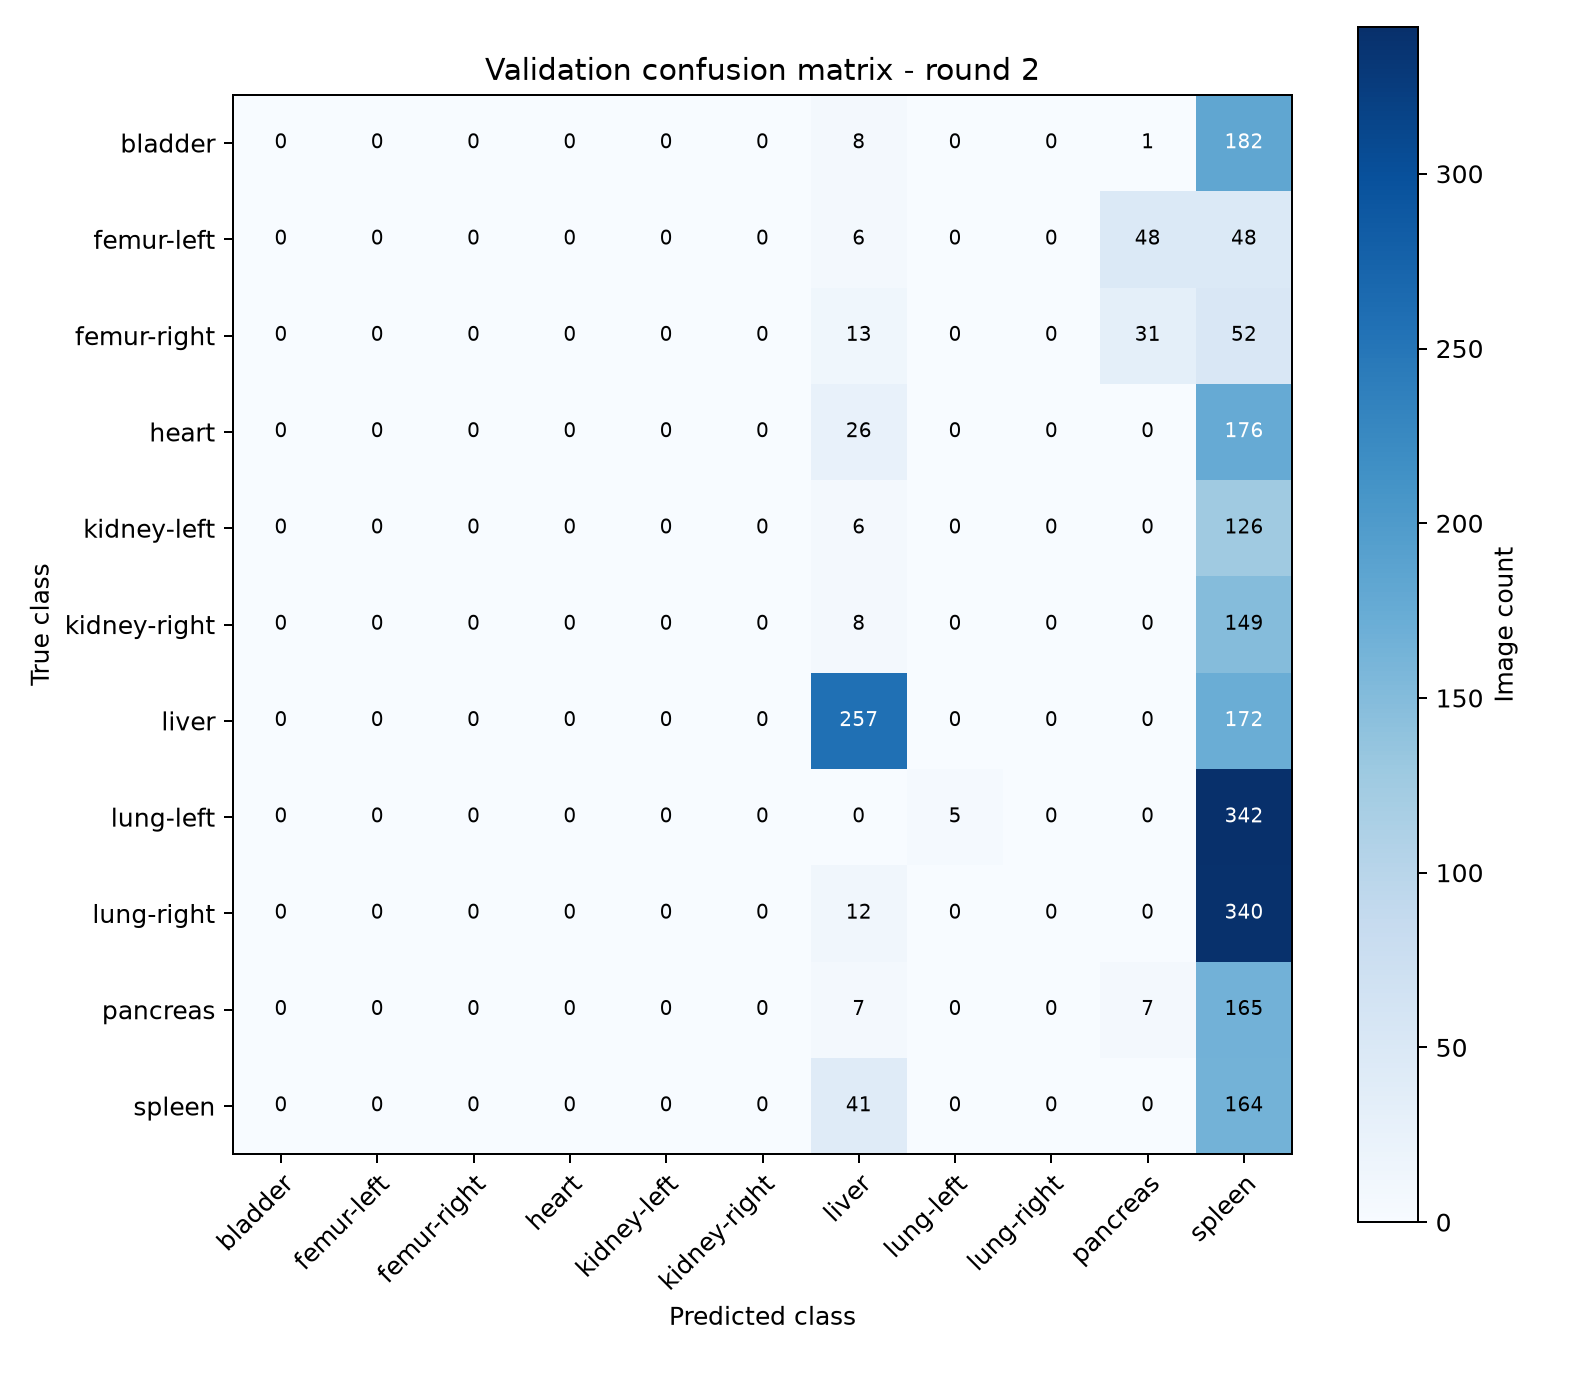 Validation confusion matrix - round 2
bladder 0 0 0 0 0 0 8 0 0 1 182
femur-left 0 0 0 0 0 0 6 0 0 48 48
femur-right 0 0 0 0 0 0 13 0 0 31 52
heart 0 0 0 0 0 0 26 0 0 0 176
kidney-left 0 0 0 0 0 0 6 0 0 0 126
kidney-right 0 0 0 0 0 0 8 0 0 0 149
liver 0 0 0 0 0 0 257 0 0 0 172
lung-left 0 0 0 0 0 0 0 5 0 0 342
lung-right 0 0 0 0 0 0 12 0 0 0 340
pancreas 0 0 0 0 0 0 7 0 0 7 165
spleen 0 0 0 0 0 0 41 0 0 0 164
True class
bladder femur-left femur-right heart kidney-left kidney-right liver lung-left lung-right pancreas spleen
Predicted class
300
250
200
150
100
50
0
Image count